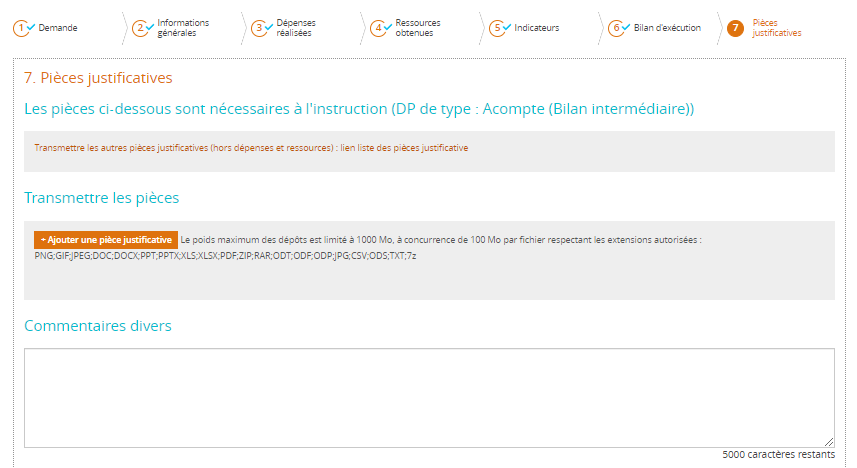 1 Demande
2 Informations générales
3 Dépenses réalisées
4 Ressources obtenues
5 Indicateurs
6 Bilan d'exécution
7 Pièces justificatives
7. Pièces justificatives
Les pièces ci-dessous sont nécessaires à l'instruction (DP de type : Acompte (Bilan intermédiaire))
Transmettre les autres pièces justificatives (hors dépenses et ressources) : lien liste des pièces justificative
Transmettre les pièces
+ Ajouter une pièce justificative Le poids maximum des dépôts est limité à 1000 Mo, à concurrence de 100 Mo par fichier respectant les extensions autorisées :
PNG;GIF;JPEG;DOC;DOCX;PPT;PPTX;XLS;XLSX;PDF;ZIP;RAR;ODT;ODF;ODP;JPG;CSV;ODS;TXT;7z
Commentaires divers
5000 caractères restants